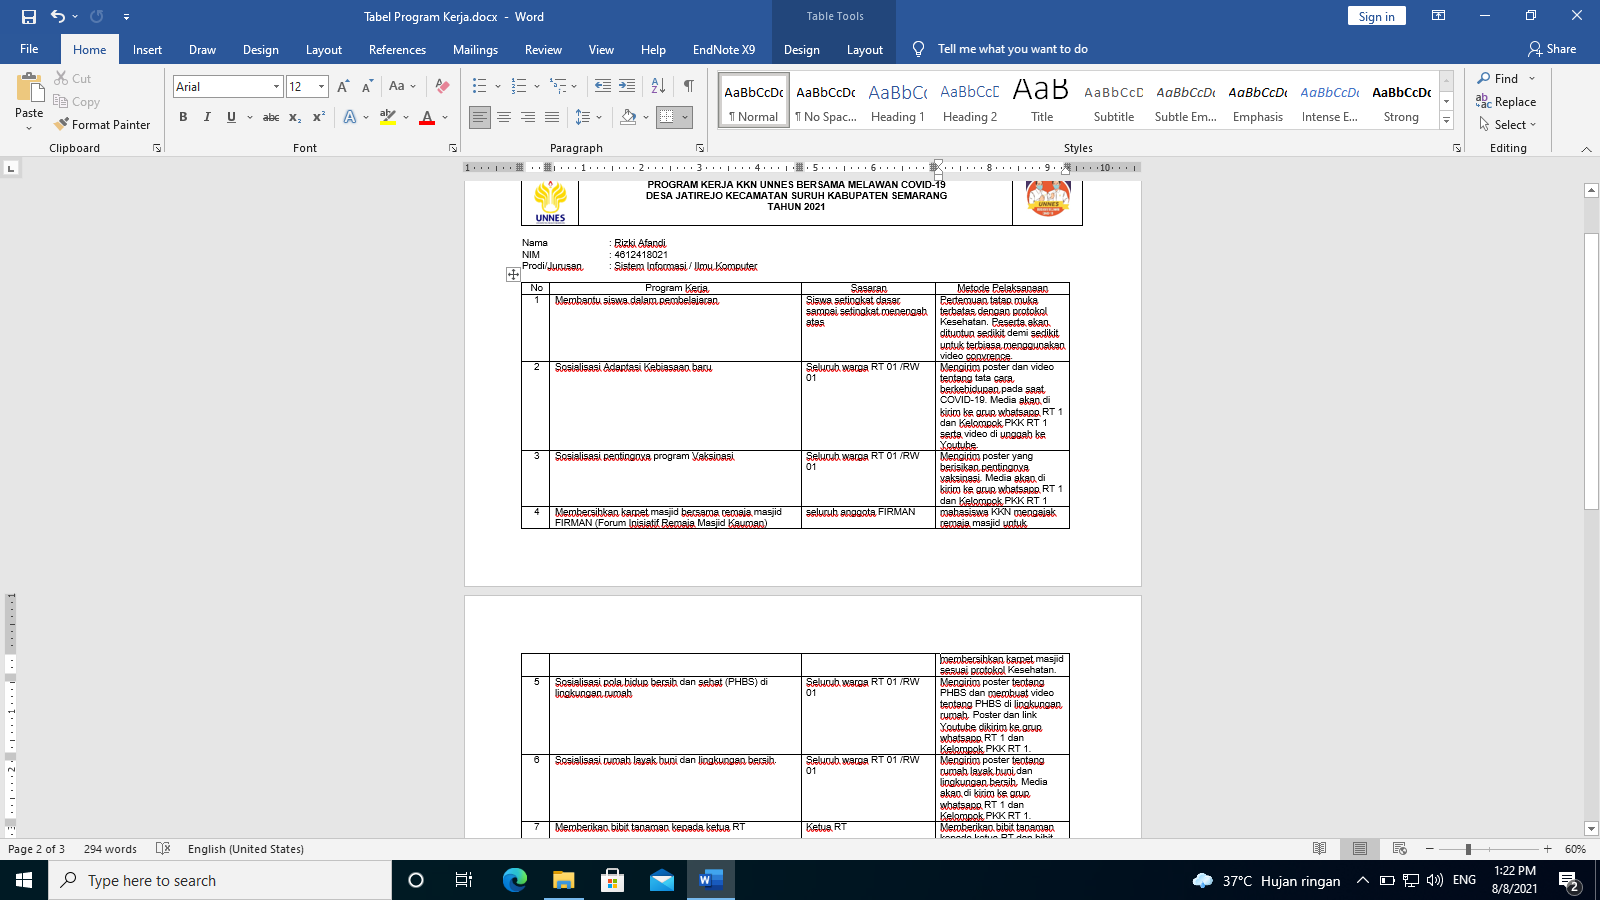 Tabel Program Kerja.docx - Word
Table Tools
Sign in
File Home Insert Draw Design Layout References Mailings Review View Help EndNote X9 Design Layout Tell me what you want to do Share
Paste
Cut
Copy
Format Painter
Clipboard
Arial 12
Font
Paragraph
AaBbCcDc AaBbCcDc AaBbCc AaBbCcD AaB AaBbCcD AaBbCcDc AaBbCcDc AaBbCcDc AaBbCcDc
¶ Normal ¶ No Spac... Heading 1 Heading 2 Title Subtitle Subtle Em... Emphasis Intense E... Strong
Styles
Find
Replace
Select
Editing
PROGRAM KERJA KKN UNNES BERSAMA MELAWAN COVID-19
DESA JATIREJO KECAMATAN SURUH KABUPATEN SEMARANG
TAHUN 2021
UNNES
UNNES
Nama : Rizki Afandi
NIM : 4612418021
Prodi/Jurusan : Sistem Informasi / Ilmu Komputer
No Program Kerja Sasaran Metode Pelaksanaan
1 Membantu siswa dalam pembelajaran
Siswa setingkat dasar
sampai setingkat menengah
atas
Pertemuan tatap muka
terbatas dengan protokol
Kesehatan. Peserta akan
dituntun sedikit demi sedikit
untuk terbiasa menggunakan
video convrence.
2 Sosialisasi Adaptasi Kebiasaan baru
Seluruh warga RT 01 /RW
01
Mengirim poster dan video
tentang tata cara
berkehidupan pada saat
COVID-19. Media akan di
kirim ke grup whatsapp RT 1
dan Kelompok PKK RT 1
serta video di unggah ke
Youtube.
3 Sosialisasi pentingnya program Vaksinasi
Seluruh warga RT 01 /RW
01
Mengirim poster yang
berisikan pentingnya
vaksinasi. Media akan di
kirim ke grup whatsapp RT 1
dan Kelompok PKK RT 1
4 Membersihkan karpet masjid bersama remaja masjid
FIRMAN (Forum Inisiatif Remaja Masjid Kauman)
seluruh anggota FIRMAN
mahasiswa KKN mengajak
remaja masjid untuk
membersihkan karpet masjid
sesuai protokol Kesehatan.
5 Sosialisasi pola hidup bersih dan sehat (PHBS) di
lingkungan rumah
Seluruh warga RT 01 /RW
01
Mengirim poster tentang
PHBS dan membuat video
tentang PHBS di lingkungan
rumah. Poster dan link
Youtube dikirim ke grup
whatsapp RT 1 dan
Kelompok PKK RT 1.
6 Sosialisasi rumah layak huni dan lingkungan bersih.
Seluruh warga RT 01 /RW
01
Mengirim poster tentang
rumah layak huni dan
lingkungan bersih. Media
akan di kirim ke grup
whatsapp RT 1 dan
Kelompok PKK RT 1.
7 Memberikan bibit tanaman kepada ketua RT
Ketua RT
Memberikan bibit tanaman
kepada ketua RT dan bibit
Page 2 of 3 294 words English (United States) 60%
Type here to search
37°C Hujan ringan ENG 1:22 PM
8/8/2021
2